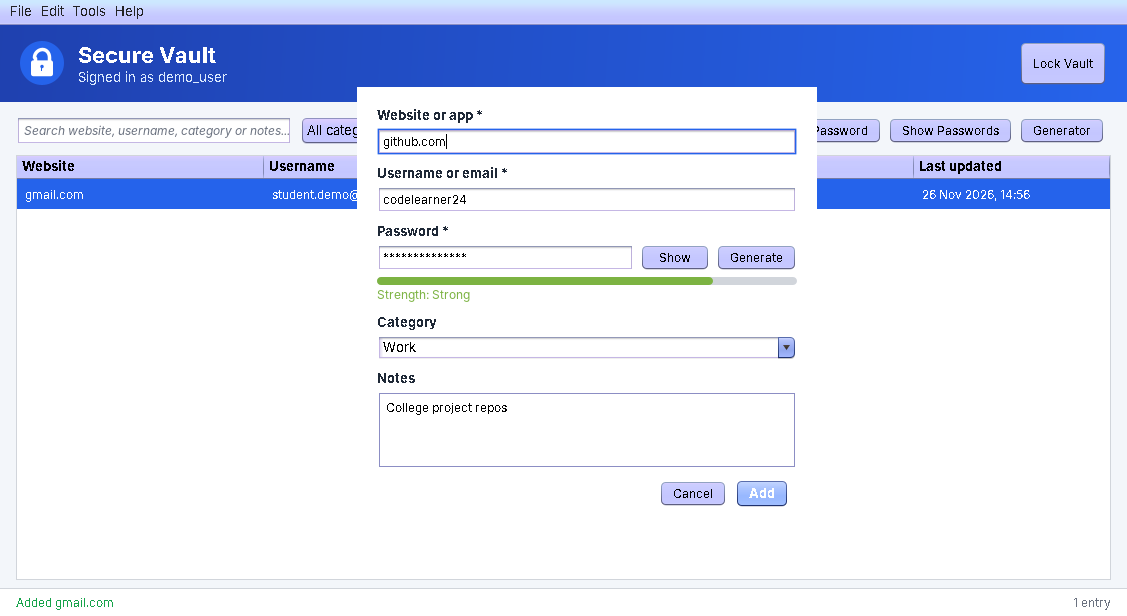 File Edit Tools Help
Secure Vault
Signed in as demo_user
Lock Vault
Search website, username, category or notes...
All categ
Password
Show Passwords
Generator
Website Username Last updated
gmail.com student.demo@ 26 Nov 2026, 14:56
Website or app *
github.com
Username or email *
codelearner24
Password *
**************
Show
Generate
Strength: Strong
Category
Work
Notes
College project repos
Cancel
Add
Added gmail.com
1 entry